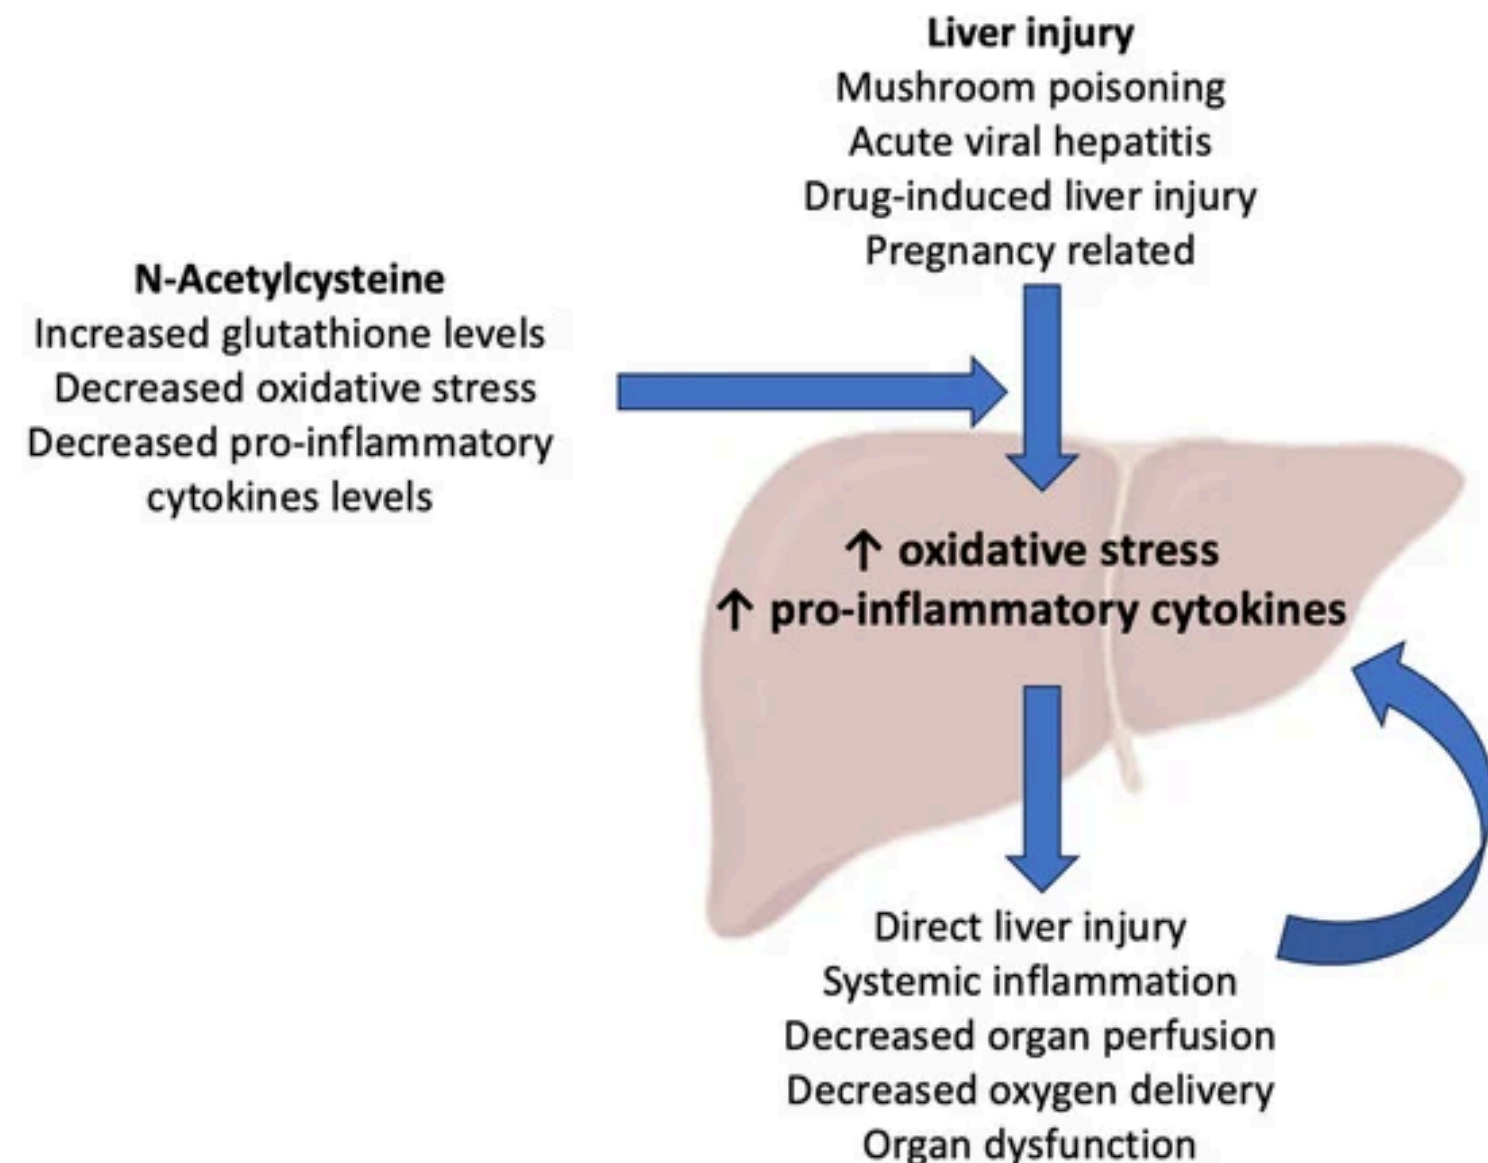 Liver injury
Mushroom poisoning
Acute viral hepatitis
Drug-induced liver injury
Pregnancy related
N-Acetylcysteine
Increased glutathione levels
Decreased oxidative stress
Decreased pro-inflammatory
cytokines levels
↑ oxidative stress
↑ pro-inflammatory cytokines
Direct liver injury
Systemic inflammation
Decreased organ perfusion
Decreased oxygen delivery
Organ dysfunction